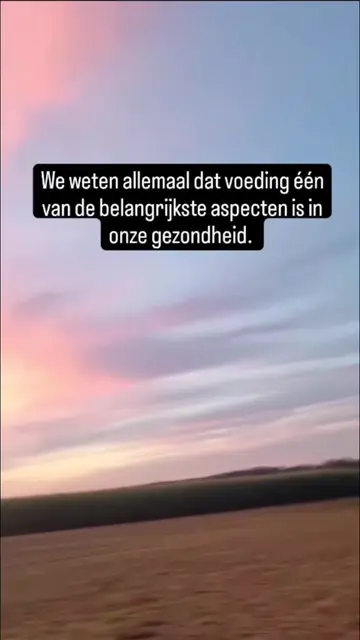 We weten allemaal dat voeding één
van de belangrijkste aspecten is in
onze gezondheid.